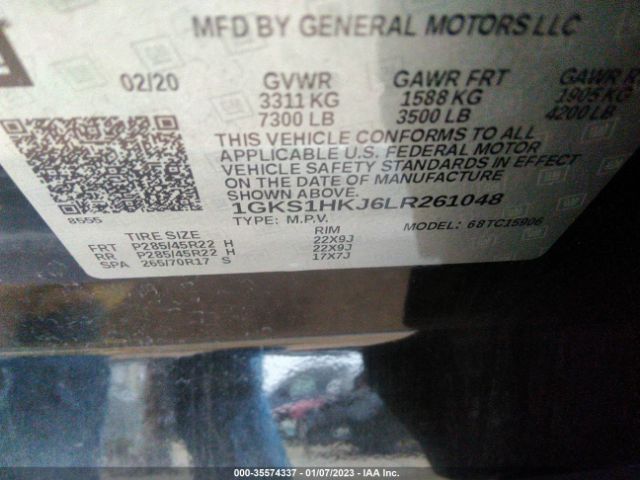 MFD BY GENERAL MOTORS LLC
02/20 GVWR GAWR FRT GAWR R
3311 KG 1588 KG 1905 KG
7300 LB 3500 LB 4200 LB
THIS VEHICLE CONFORMS TO ALL
APPLICABLE U.S. FEDERAL MOTOR
VEHICLE SAFETY STANDARDS IN EFFECT
ON THE DATE OF MANUFACTURE
SHOWN ABOVE.
1GKS1HKJ6LR261048
8555 TYPE: M.P.V. MODEL: 68TC15906
TIRE SIZE RIM
FRT P285/45R22 H 22X9J
RR P285/45R22 H 22X9J
SPA 265/70R17 S 17X7J
000-35574337 - 01/07/2023 - IAA Inc.